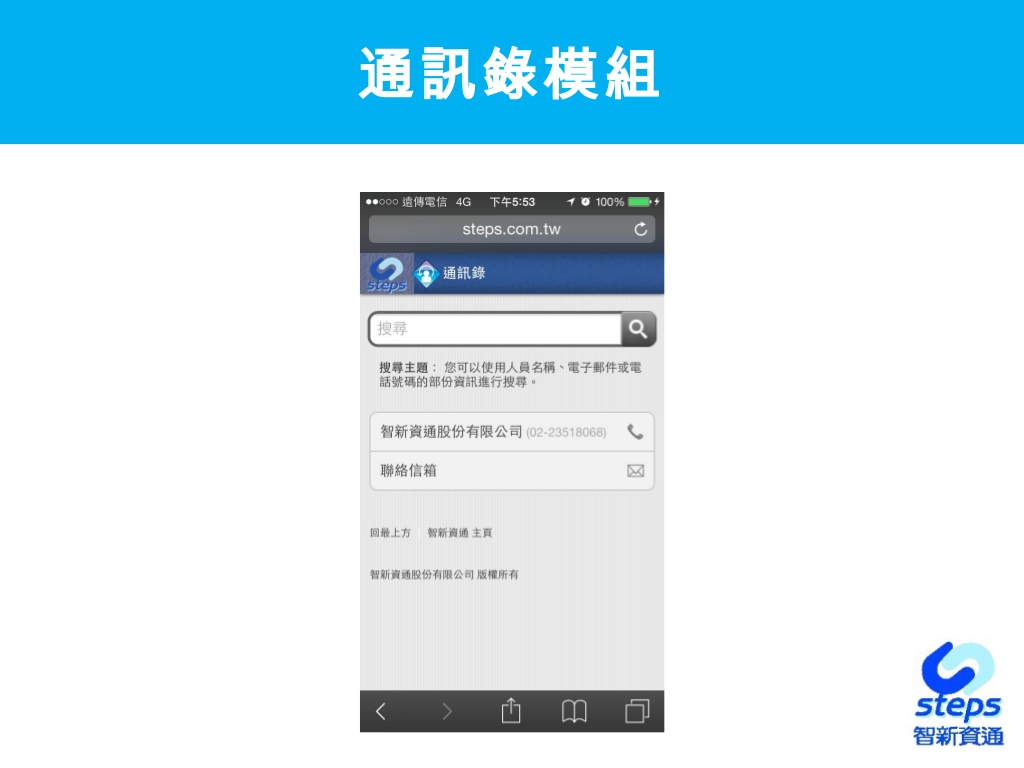 通訊錄模組
遠傳電信 4G 下午5:53 100%
steps.com.tw
steps 通訊錄
搜尋
搜尋主題： 您可以使用人員名稱、電子郵件或電
話號碼的部份資訊進行搜尋。
智新資通股份有限公司 (02-23518068)
聯絡信箱
回最上方 智新資通 主頁
智新資通股份有限公司 版權所有
steps
智新資通